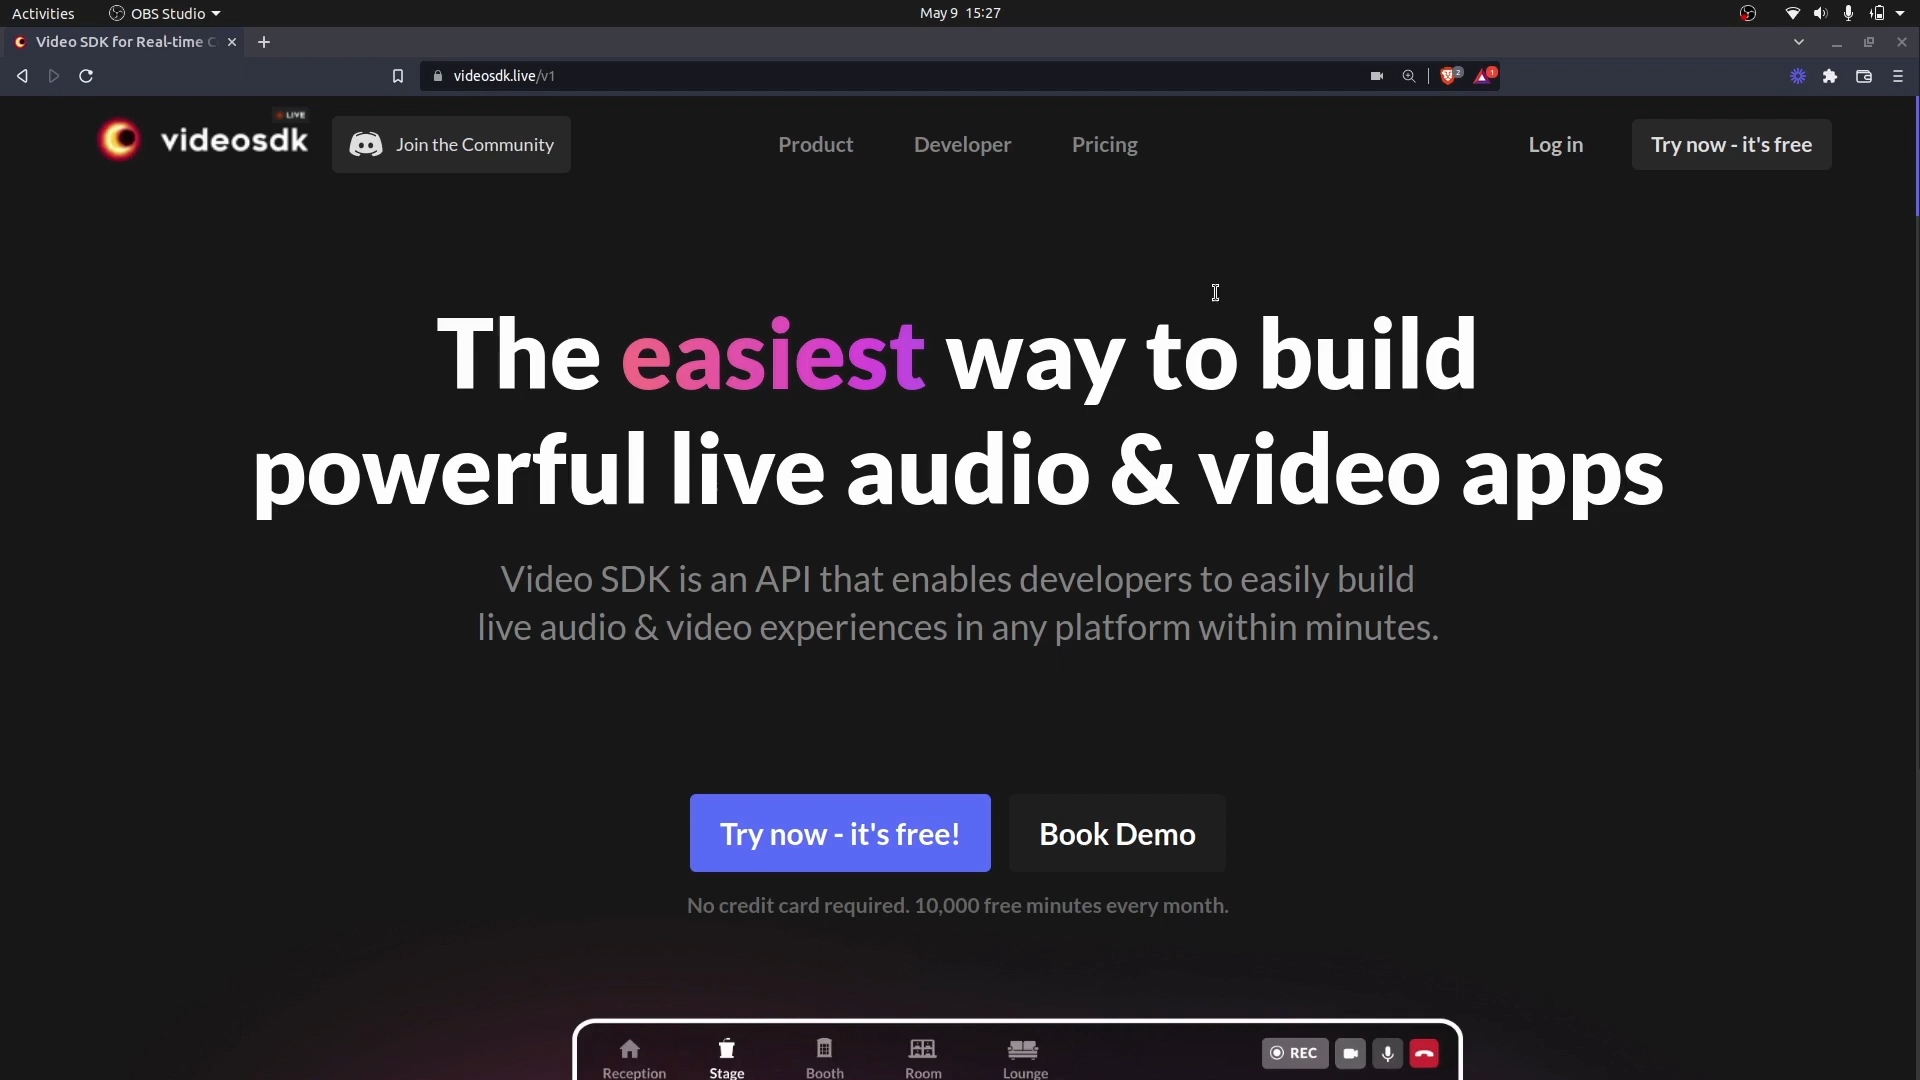 Activities OBS Studio May 9 15:27
Video SDK for Real-time C
videosdk.live/v1 2 1
LIVE
videosdk Join the Community Product Developer Pricing Log in Try now - it's free
The easiest way to build
powerful live audio & video apps
Video SDK is an API that enables developers to easily build
live audio & video experiences in any platform within minutes.
Try now - it's free! Book Demo
No credit card required. 10,000 free minutes every month.
REC
Reception Stage Booth Room Lounge